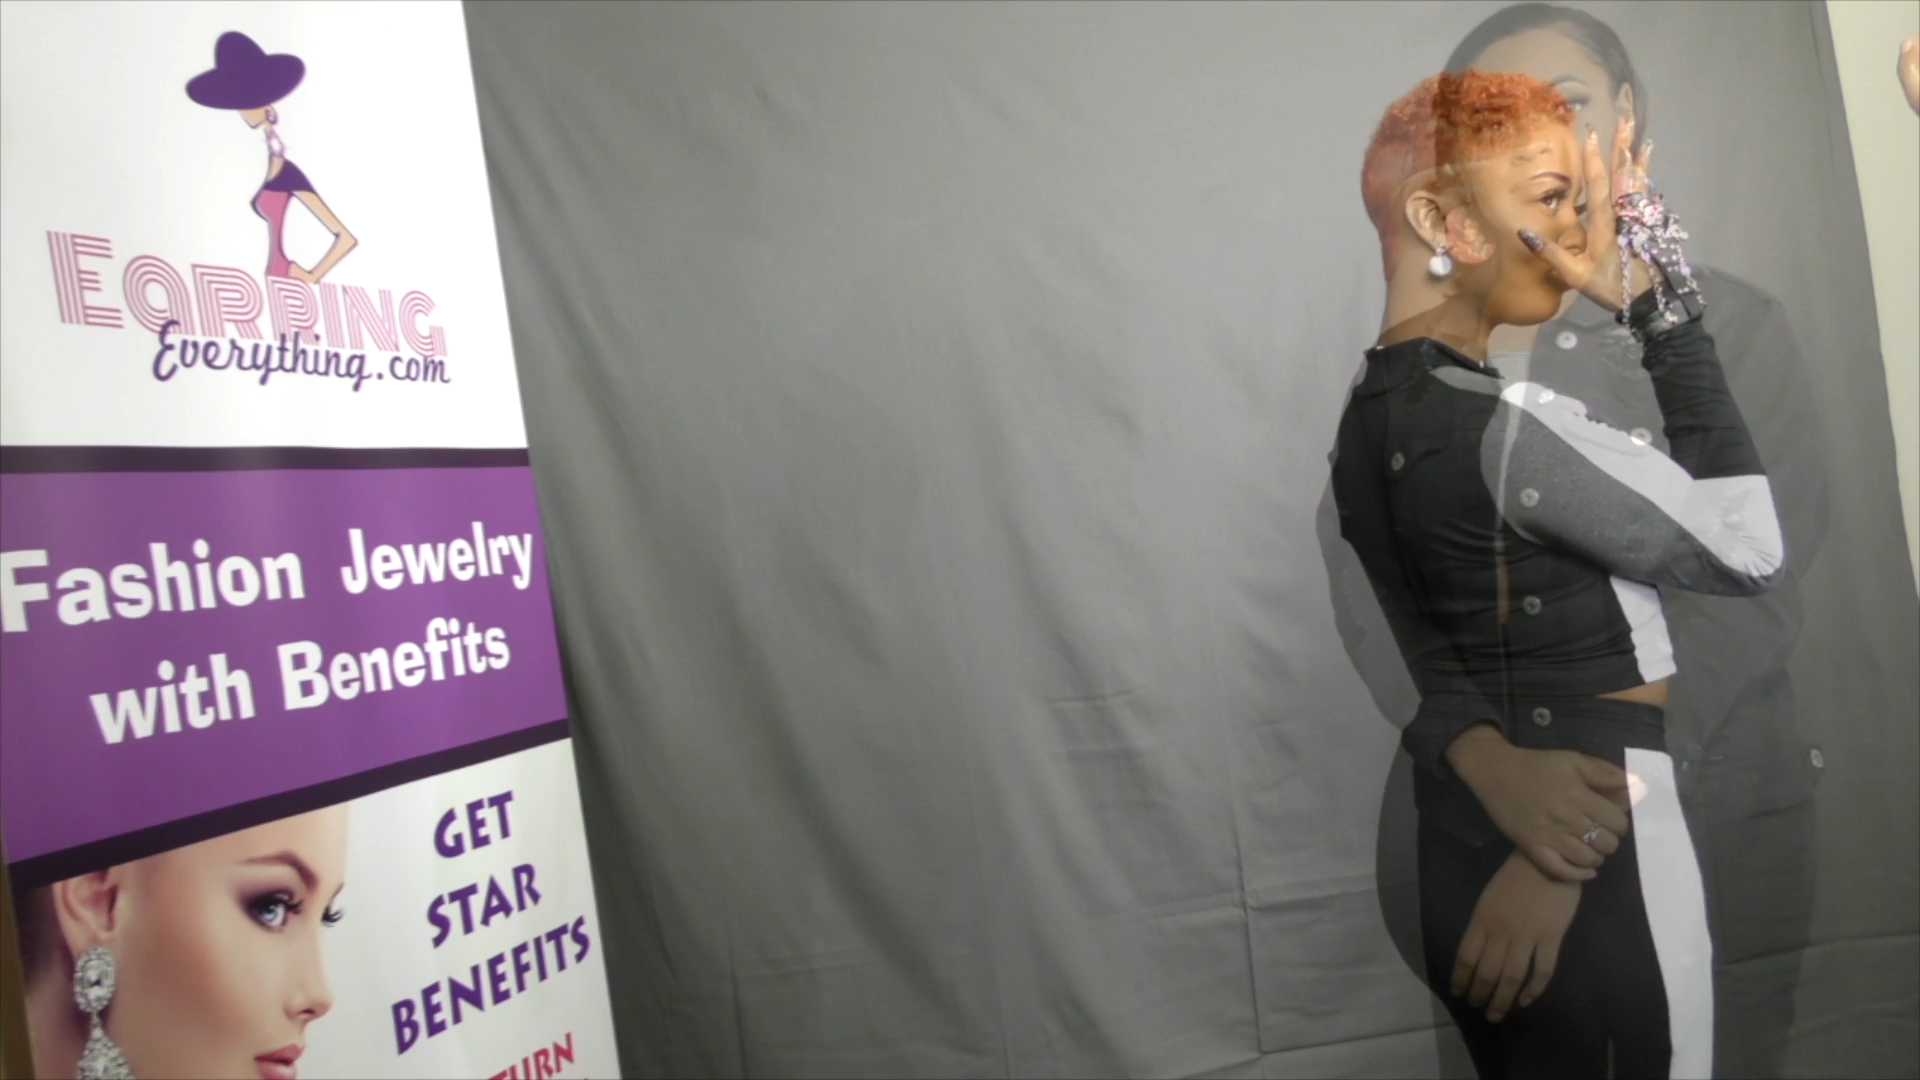 EaRRING
Everything.com
Fashion Jewelry
with Benefits
GET
STAR
BENEFITS